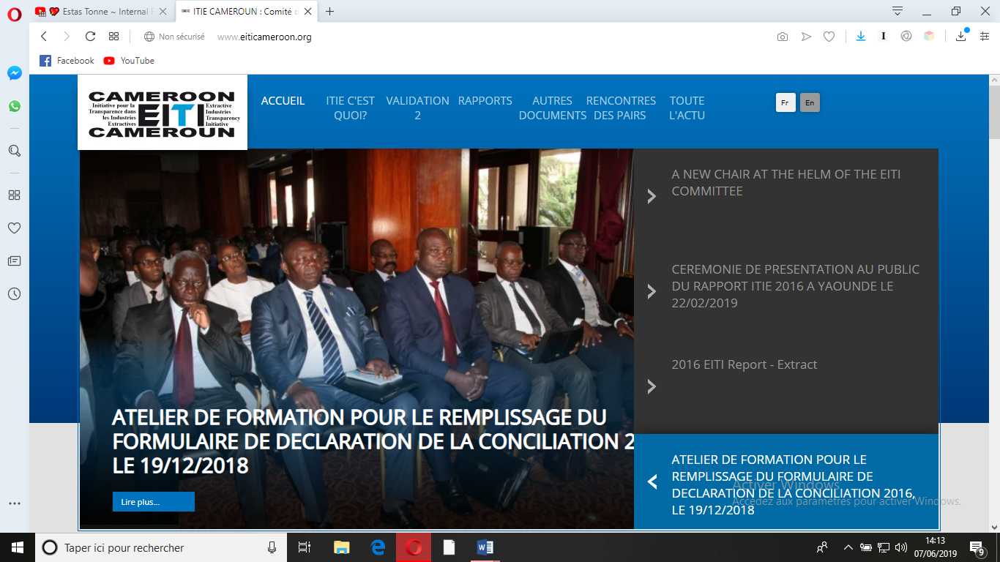 Estas Tonne ~ Internal F
ITIE CAMEROUN : Comité d
Non sécurisé
www.eiticameroon.org
Facebook
YouTube
CAMEROON
Initiative pour la
Transparence dans
les Industries
Extractives
EITI
Extractive
Industries
Transparency
Initiative
CAMEROUN
ACCUEIL
ITIE C'EST
QUOI?
VALIDATION
2
RAPPORTS
AUTRES
DOCUMENTS
RENCONTRES
DES PAIRS
TOUTE
L'ACTU
Fr
En
A NEW CHAIR AT THE HELM OF THE EITI
COMMITTEE
CEREMONIE DE PRESENTATION AU PUBLIC
DU RAPPORT ITIE 2016 A YAOUNDE LE
22/02/2019
2016 EITI Report - Extract
ATELIER DE FORMATION POUR LE REMPLISSAGE DU
FORMULAIRE DE DECLARATION DE LA CONCILIATION 2
LE 19/12/2018
Lire plus...
ATELIER DE FORMATION POUR LE
REMPLISSAGE DU FORMULAIRE DE
DECLARATION DE LA CONCILIATION 2016,
LE 19/12/2018
Activer Windows
Accédez aux paramètres pour activer Windows.
Taper ici pour rechercher
14:13
07/06/2019
9